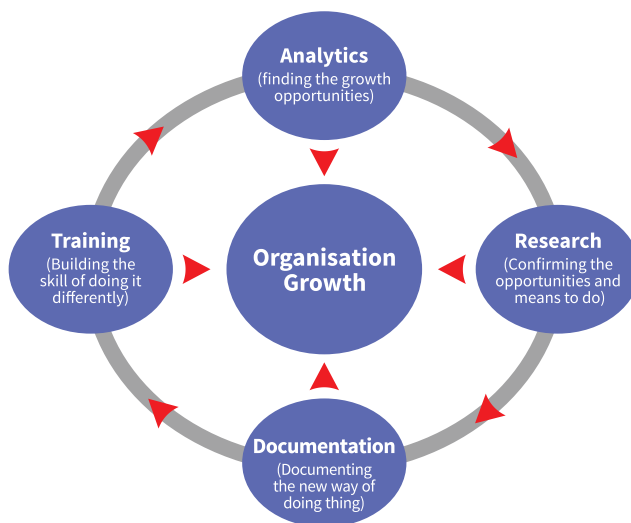 Analytics
(finding the growth
opportunities)
Training
(Building the
skill of doing it
differently)
Organisation
Growth
Research
(Confirming the
opportunities and
means to do)
Documentation
(Documenting
the new way of
doing thing)